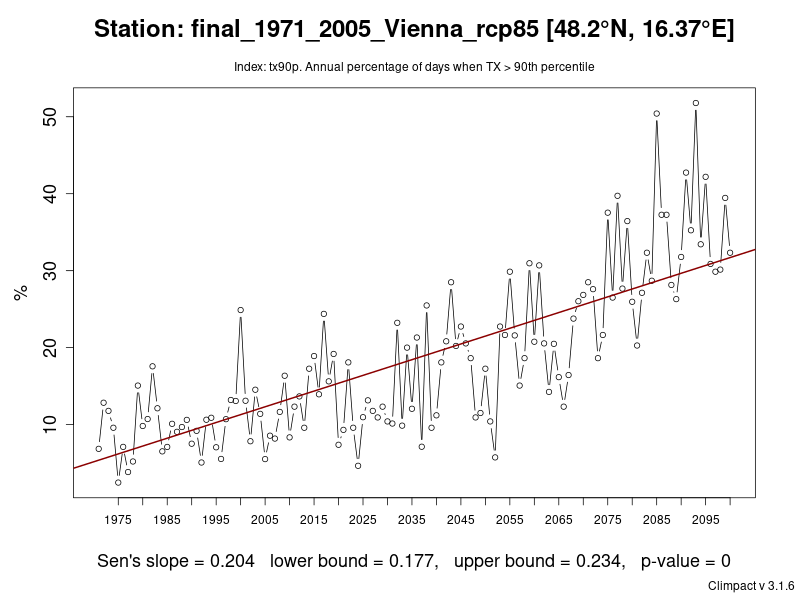 Station: final_1971_2005_Vienna_rcp85 [48.2°N, 16.37°E]
Index: tx90p. Annual percentage of days when TX > 90th percentile
50
40
30
20
10
%
1975 1985 1995 2005 2015 2025 2035 2045 2055 2065 2075 2085 2095
Sen's slope = 0.204 lower bound = 0.177, upper bound = 0.234, p-value = 0
Climpact v 3.1.6